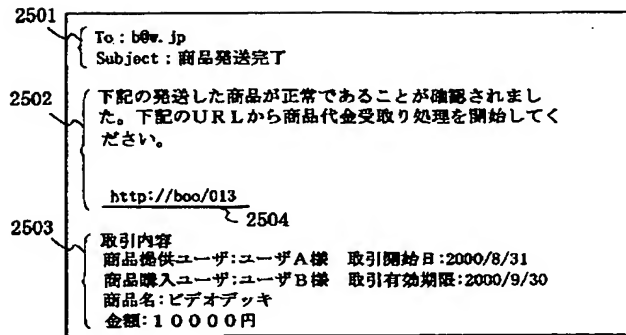 2501
To：b@w.jp
Subject：商品発送完了
2502
下記の発送した商品が正常であることが確認されまし
た。下記のURLから商品代金受取り処理を開始してく
ださい。
http://boo/013
2504
2503
取引内容
商品提供ユーザ:ユーザA様　取引開始日:2000/8/31
商品購入ユーザ:ユーザB様　取引有効期限:2000/9/30
商品名:ビデオデッキ
金額:１００００円